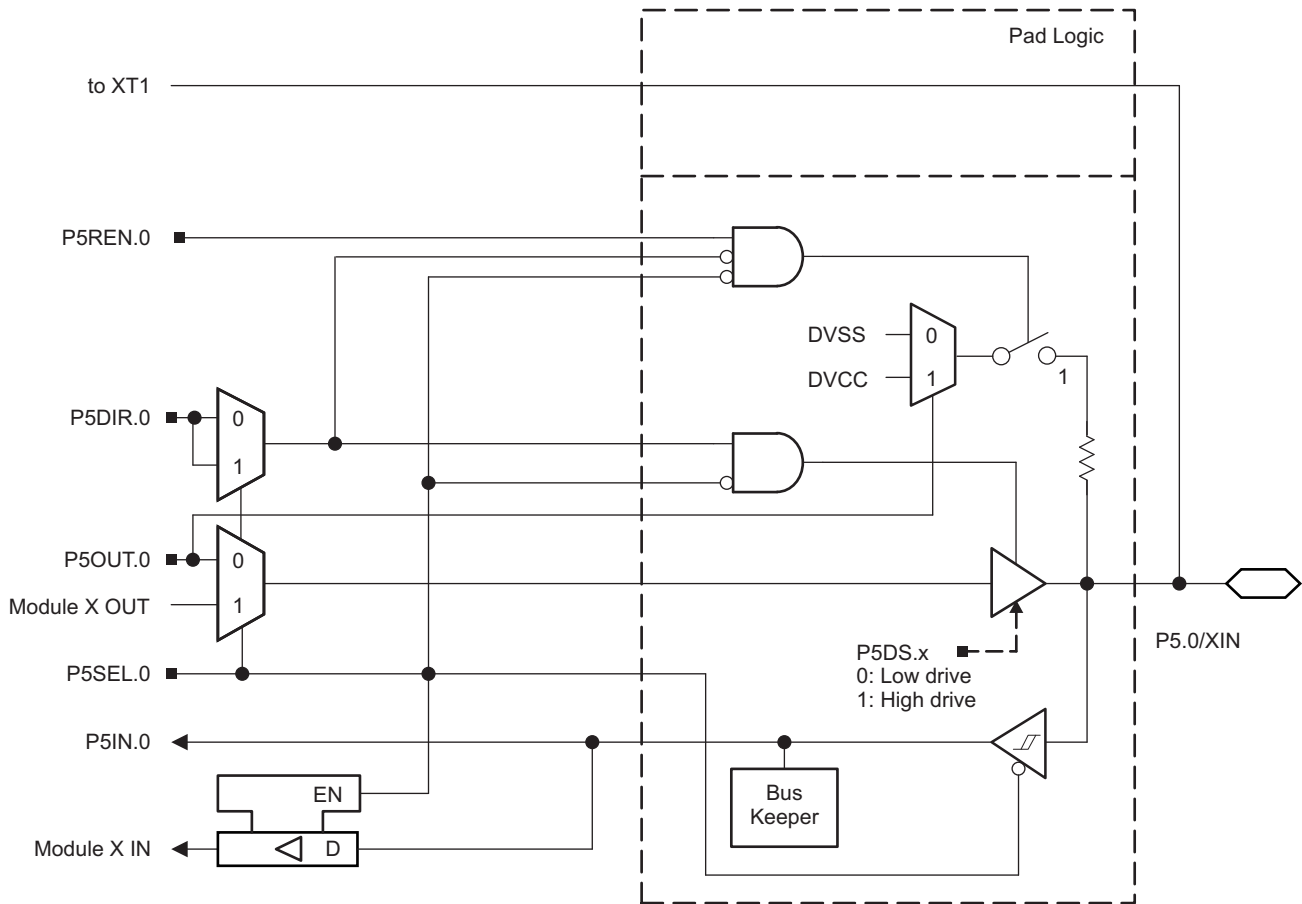 Pad Logic
to XT1
P5REN.0
DVSS
0
DVCC
1
1
P5DIR.0
0
1
P5OUT.0
0
Module X OUT
1
P5DS.x
0: Low drive
1: High drive
P5.0/XIN
P5SEL.0
P5IN.0
EN
Bus
Keeper
Module X IN
D